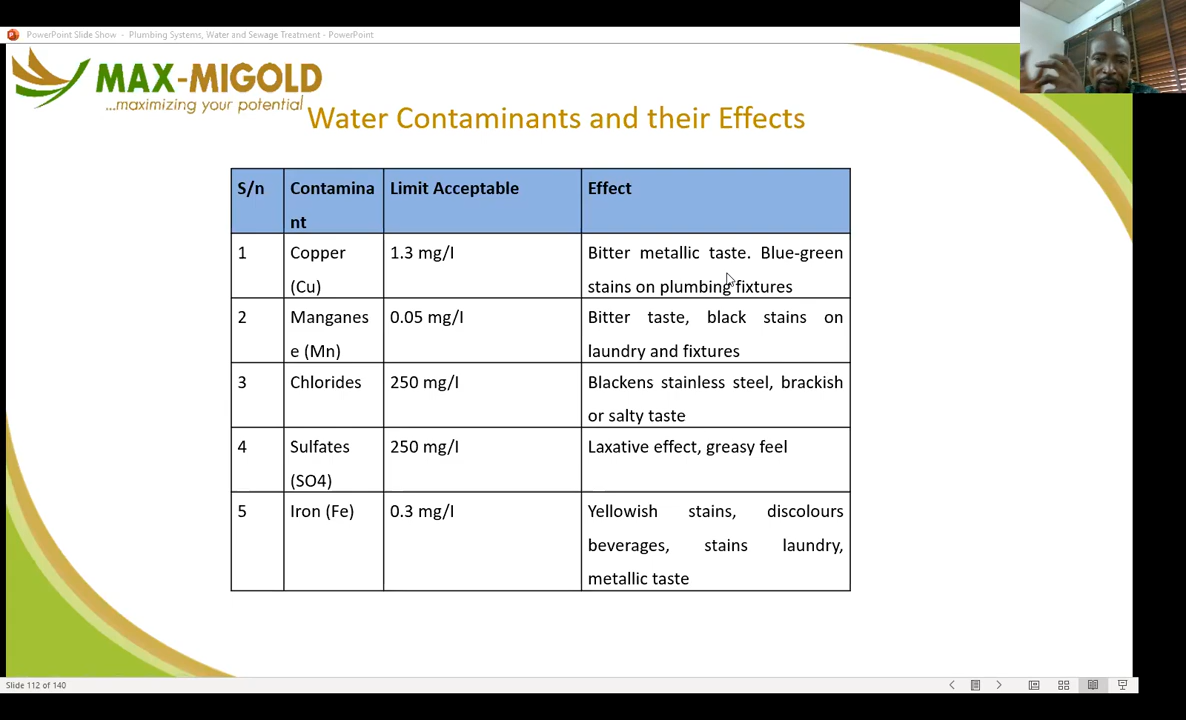 PowerPoint Slide Show - Plumbing Systems, Water and Sewage Treatment - PowerPoint
MAX-MIGOLD
...maximizing your potential
Water Contaminants and their Effects
S/n Contamina Limit Acceptable Effect
nt
1 Copper 1.3 mg/l Bitter metallic taste. Blue-green
(Cu) stains on plumbing fixtures
2 Manganes 0.05 mg/l Bitter taste, black stains on
e (Mn) laundry and fixtures
3 Chlorides 250 mg/l Blackens stainless steel, brackish
or salty taste
4 Sulfates 250 mg/l Laxative effect, greasy feel
(SO4)
5 Iron (Fe) 0.3 mg/l Yellowish stains, discolours
beverages, stains laundry,
metallic taste
Slide 112 of 140